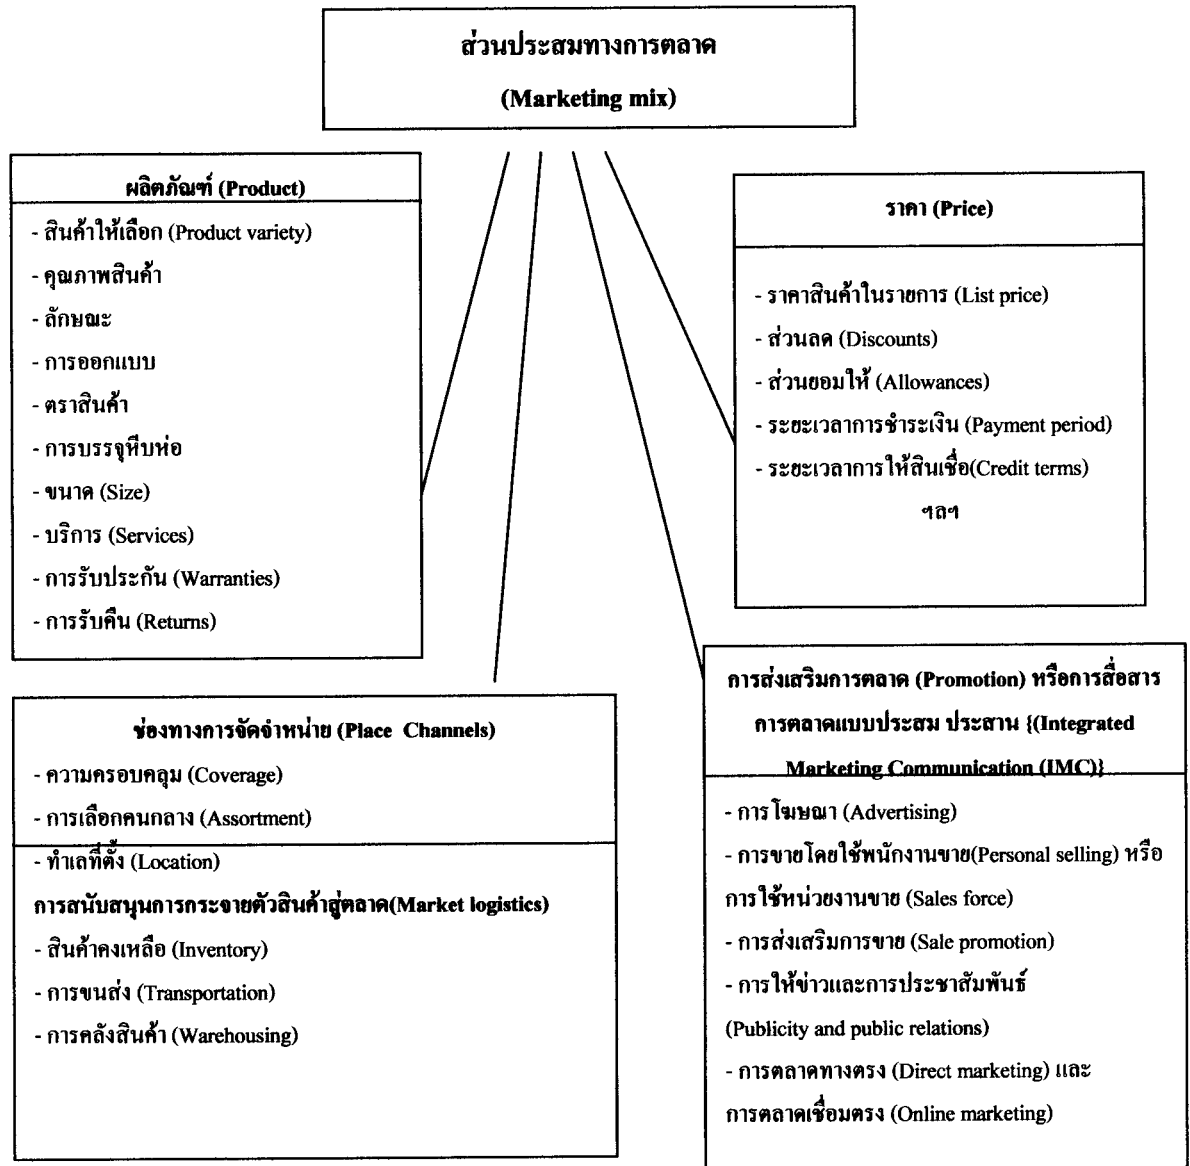 ส่วนประสมทางการตลาด
(Marketing mix)
ผลิตภัณฑ์ (Product)
- สินค้าให้เลือก (Product variety)
- คุณภาพสินค้า
- ลักษณะ
- การออกแบบ
- ตราสินค้า
- การบรรจุหีบห่อ
- ขนาด (Size)
- บริการ (Services)
- การรับประกัน (Warranties)
- การรับคืน (Returns)
ราคา (Price)
- ราคาสินค้าในรายการ (List price)
- ส่วนลด (Discounts)
- ส่วนยอมให้ (Allowances)
- ระยะเวลาการชำระเงิน (Payment period)
- ระยะเวลาการให้สินเชื่อ(Credit terms)
ฯลฯ
ช่องทางการจัดจำหน่าย (Place Channels)
- ความครอบคลุม (Coverage)
- การเลือกคนกลาง (Assortment)
- ทำเลที่ตั้ง (Location)
การสนับสนุนการกระจายตัวสินค้าสู่ตลาด(Market logistics)
- สินค้าคงเหลือ (Inventory)
- การขนส่ง (Transportation)
- การคลังสินค้า (Warehousing)
การส่งเสริมการตลาด (Promotion) หรือการสื่อสาร
การตลาดแบบประสม ประสาน {(Integrated
Marketing Communication (IMC)}
- การโฆษณา (Advertising)
- การขายโดยใช้พนักงานขาย(Personal selling) หรือ
การใช้หน่วยงานขาย (Sales force)
- การส่งเสริมการขาย (Sale promotion)
- การให้ข่าวและการประชาสัมพันธ์
(Publicity and public relations)
- การตลาดทางตรง (Direct marketing) และ
การตลาดเชื่อมตรง (Online marketing)